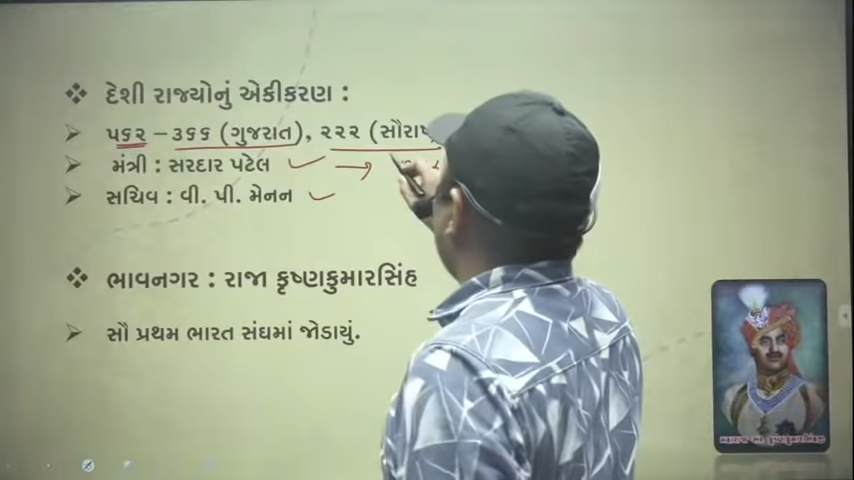 ❖ દેશી રાજ્યોનું એકીકરણ :
➢ ૫૬૨ – ૩૬૬ (ગુજરાત), ૨૨૨ (સૌરાષ્
➢ મંત્રી : સરદાર પટેલ
➢ સચિવ : વી. પી. મેનન
❖ ભાવનગર : રાજા કૃષ્ણકુમારસિંહ
➢ સૌ પ્રથમ ભારત સંઘમાં જોડાયું.